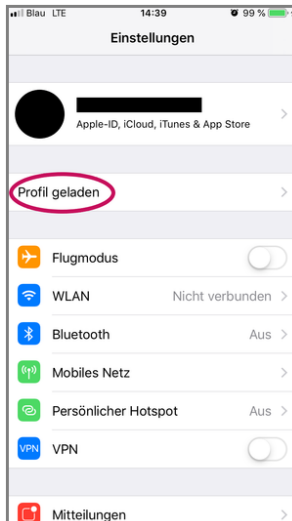 Blau LTE 14:39 99 %
Einstellungen
Apple-ID, iCloud, iTunes & App Store
Profil geladen
Flugmodus
WLAN Nicht verbunden
Bluetooth Aus
Mobiles Netz
Persönlicher Hotspot Aus
VPN VPN
Mitteilungen